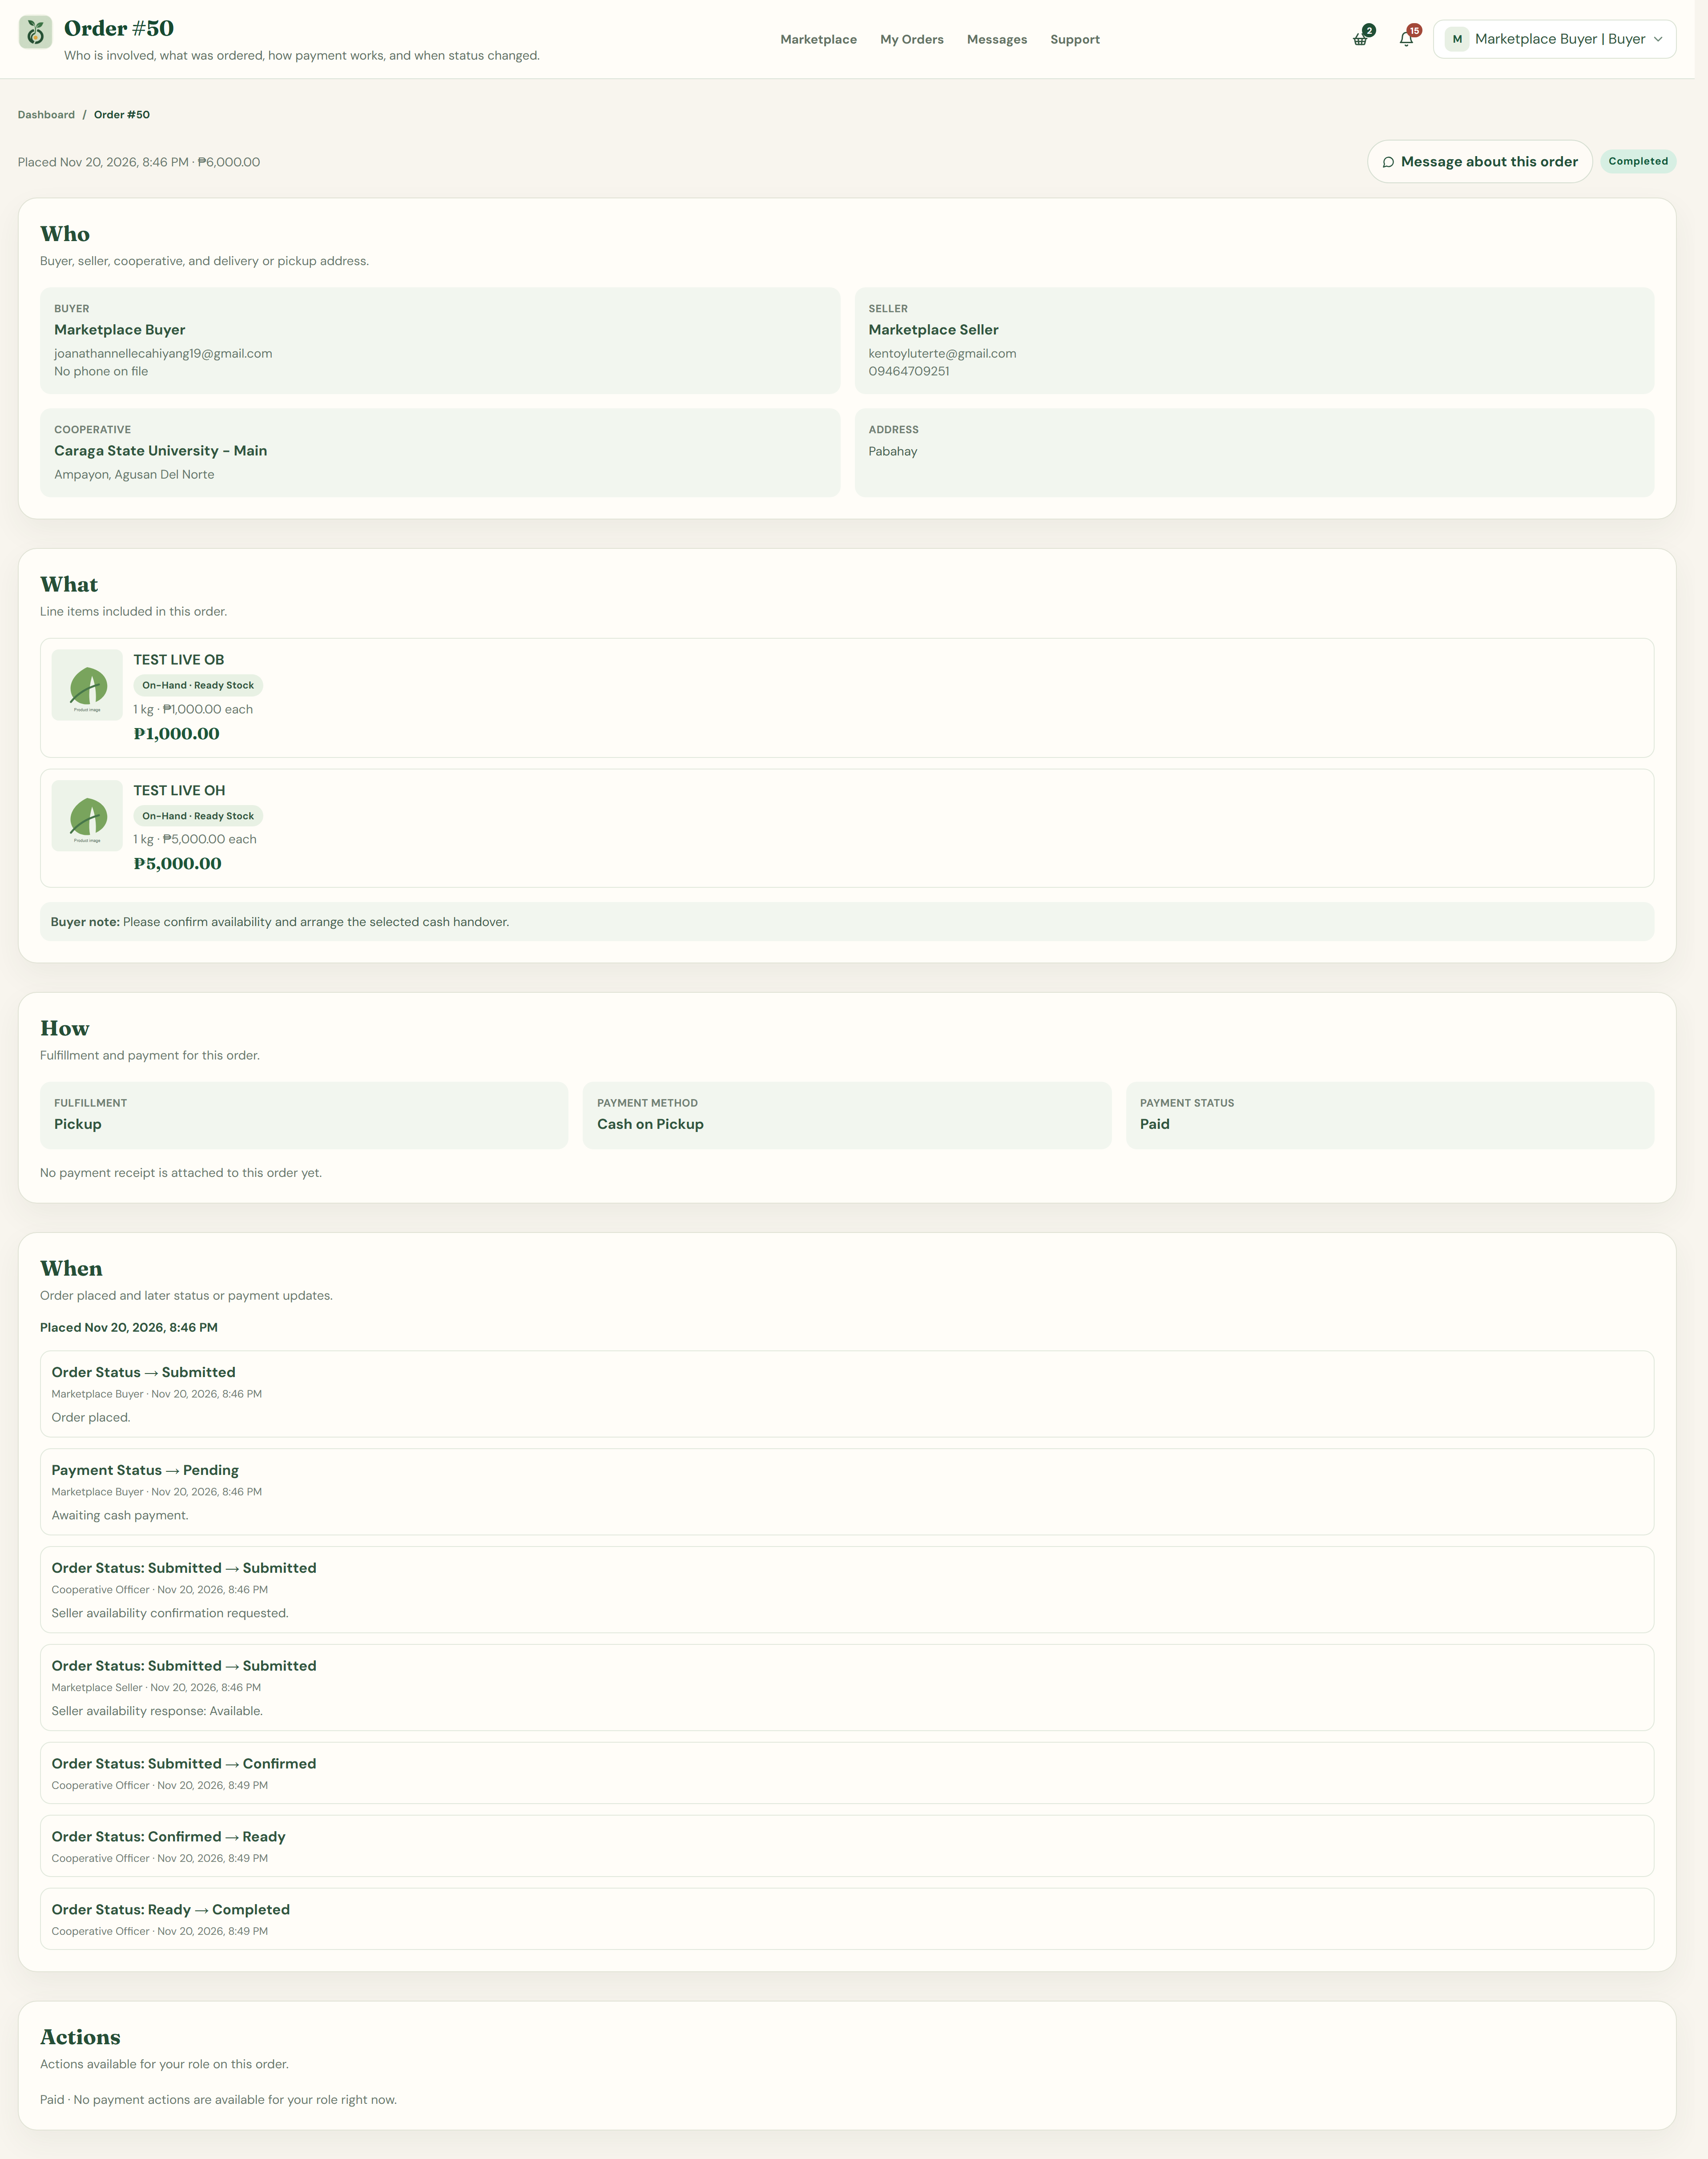 Order #50
Who is involved, what was ordered, how payment works, and when status changed.
Marketplace
My Orders
Messages
Support
2
15
M
Marketplace Buyer | Buyer
Dashboard / Order #50
Placed Nov 20, 2026, 8:46 PM · ₱6,000.00
Message about this order
Completed
Who
Buyer, seller, cooperative, and delivery or pickup address.
BUYER
Marketplace Buyer
joanathannellecahiyang19@gmail.com
No phone on file
SELLER
Marketplace Seller
kentoyluterte@gmail.com
09464709251
COOPERATIVE
Caraga State University - Main
Ampayon, Agusan Del Norte
ADDRESS
Pabahay
What
Line items included in this order.
Product image
TEST LIVE OB
On-Hand · Ready Stock
1 kg · ₱1,000.00 each
₱1,000.00
Product image
TEST LIVE OH
On-Hand · Ready Stock
1 kg · ₱5,000.00 each
₱5,000.00
Buyer note: Please confirm availability and arrange the selected cash handover.
How
Fulfillment and payment for this order.
FULFILLMENT
Pickup
PAYMENT METHOD
Cash on Pickup
PAYMENT STATUS
Paid
No payment receipt is attached to this order yet.
When
Order placed and later status or payment updates.
Placed Nov 20, 2026, 8:46 PM
Order Status → Submitted
Marketplace Buyer · Nov 20, 2026, 8:46 PM
Order placed.
Payment Status → Pending
Marketplace Buyer · Nov 20, 2026, 8:46 PM
Awaiting cash payment.
Order Status: Submitted → Submitted
Cooperative Officer · Nov 20, 2026, 8:46 PM
Seller availability confirmation requested.
Order Status: Submitted → Submitted
Marketplace Seller · Nov 20, 2026, 8:46 PM
Seller availability response: Available.
Order Status: Submitted → Confirmed
Cooperative Officer · Nov 20, 2026, 8:49 PM
Order Status: Confirmed → Ready
Cooperative Officer · Nov 20, 2026, 8:49 PM
Order Status: Ready → Completed
Cooperative Officer · Nov 20, 2026, 8:49 PM
Actions
Actions available for your role on this order.
Paid · No payment actions are available for your role right now.